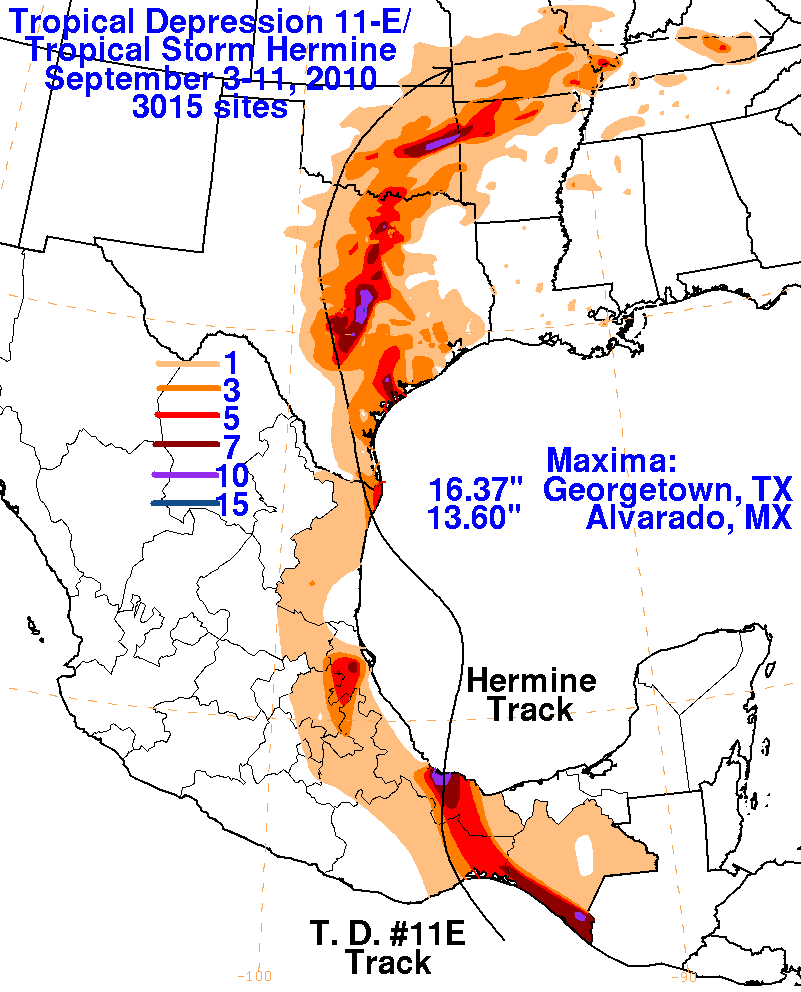 Tropical Depression 11-E/
Tropical Storm Hermine
September 3-11, 2010
3015 sites
1
3
5
7
10
15
Maxima:
16.37" Georgetown, TX
13.60" Alvarado, MX
Hermine
Track
T. D. #11E
Track
-100
-90